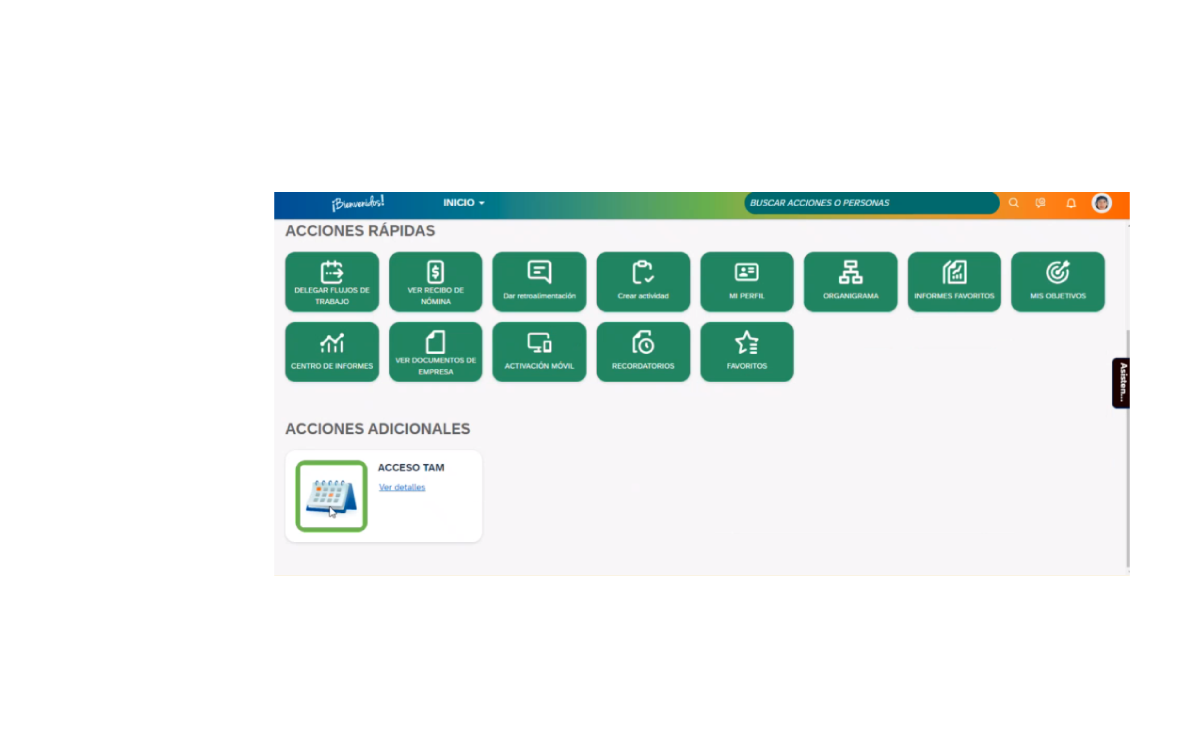 ¡Bienvenidos!
INICIO
BUSCAR ACCIONES O PERSONAS
ACCIONES RÁPIDAS
DELEGAR FLUJOS DE
TRABAJO
VER RECIBO DE
NÓMINA
Dar retroalimentación
Crear actividad
MI PERFIL
ORGANIGRAMA
INFORMES FAVORITOS
MIS OBJETIVOS
CENTRO DE INFORMES
VER DOCUMENTOS DE
EMPRESA
ACTIVACIÓN MÓVIL
RECORDATORIOS
FAVORITOS
Asisten...
ACCIONES ADICIONALES
ACCESO TAM
Ver detalles